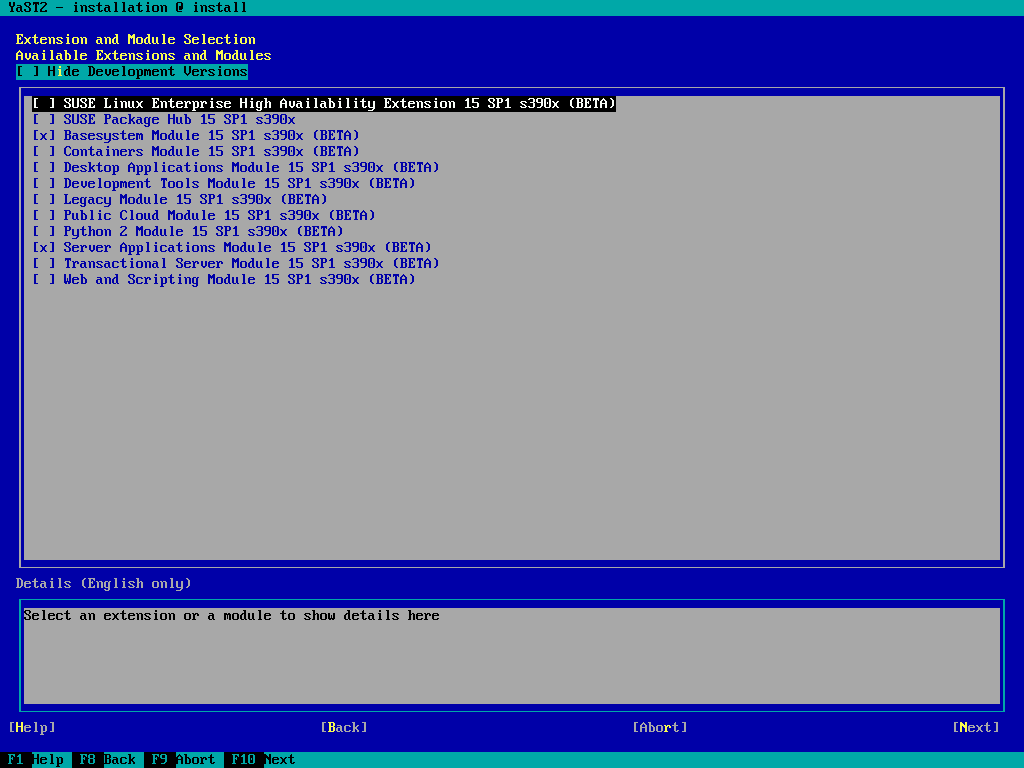 YaST2 - installation @ install
Extension and Module Selection
Available Extensions and Modules
[ ] Hide Development Versions
[ ] SUSE Linux Enterprise High Availability Extension 15 SP1 s390x (BETA)
[ ] SUSE Package Hub 15 SP1 s390x
[x] Basesystem Module 15 SP1 s390x (BETA)
[ ] Containers Module 15 SP1 s390x (BETA)
[ ] Desktop Applications Module 15 SP1 s390x (BETA)
[ ] Development Tools Module 15 SP1 s390x (BETA)
[ ] Legacy Module 15 SP1 s390x (BETA)
[ ] Public Cloud Module 15 SP1 s390x (BETA)
[ ] Python 2 Module 15 SP1 s390x (BETA)
[x] Server Applications Module 15 SP1 s390x (BETA)
[ ] Transactional Server Module 15 SP1 s390x (BETA)
[ ] Web and Scripting Module 15 SP1 s390x (BETA)
Details (English only)
Select an extension or a module to show details here
[Help] [Back] [Abort] [Next]
F1 Help F8 Back F9 Abort F10 Next